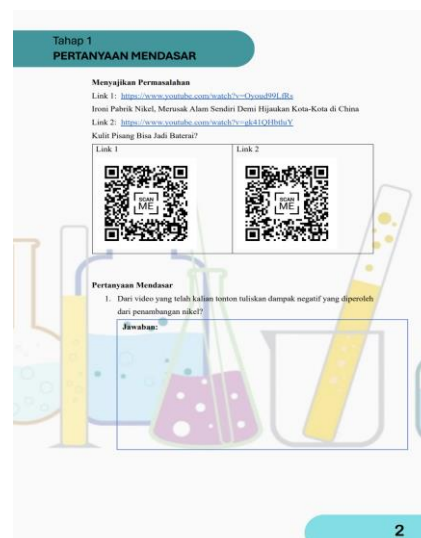 Tahap 1
PERTANYAAN MENDASAR
Menyajikan Permasalahan
Link 1:
Ironi Pabrik Nikel, Merusak Alam Sendiri Demi Hijaukan Kota-Kota di China
Link 2:
Kulit Pisang Bisa Jadi Baterai?
Link 1 Link 2
SCAN ME SCAN ME
Pertanyaan Mendasar
1. Dari video yang telah kalian tonton tuliskan dampak negatif yang diperoleh
dari penambangan nikel?
Jawaban:
2